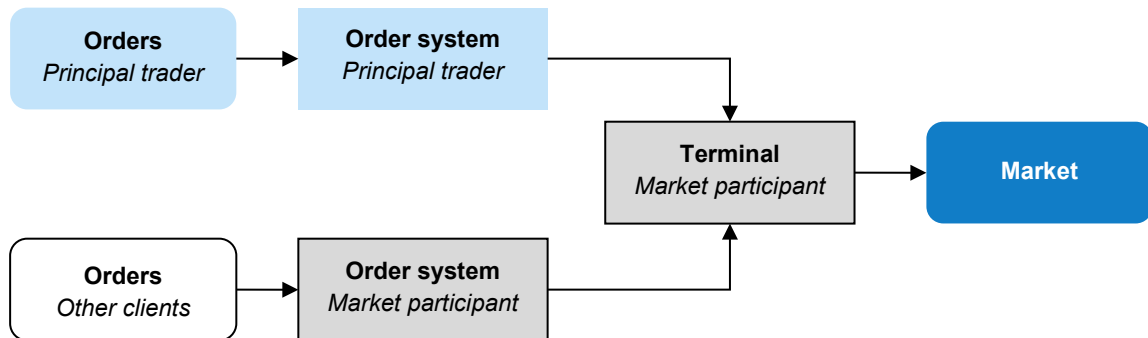 Orders
Principal trader
Order system
Principal trader
Terminal
Market participant
Market
Orders
Other clients
Order system
Market participant